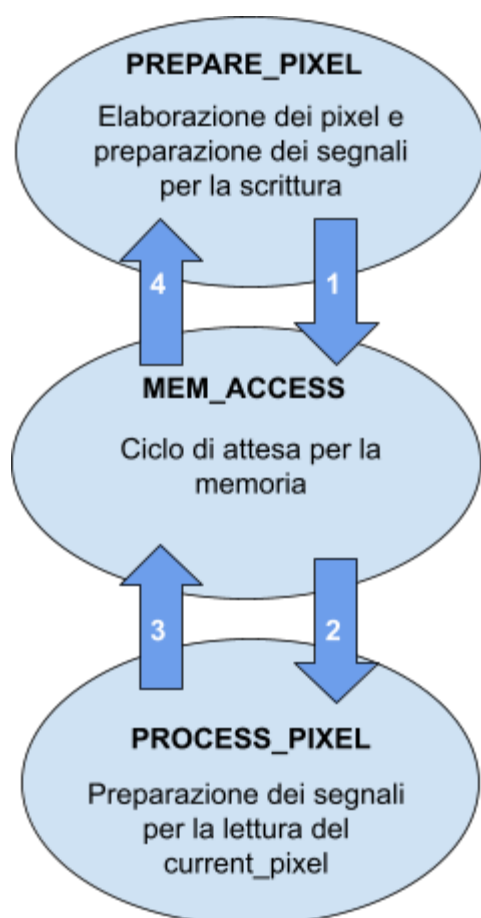 PREPARE_PIXEL
Elaborazione dei pixel e
preparazione dei segnali
per la scrittura
4
1
MEM_ACCESS
Ciclo di attesa per la
memoria
3
2
PROCESS_PIXEL
Preparazione dei segnali
per la lettura del
current_pixel